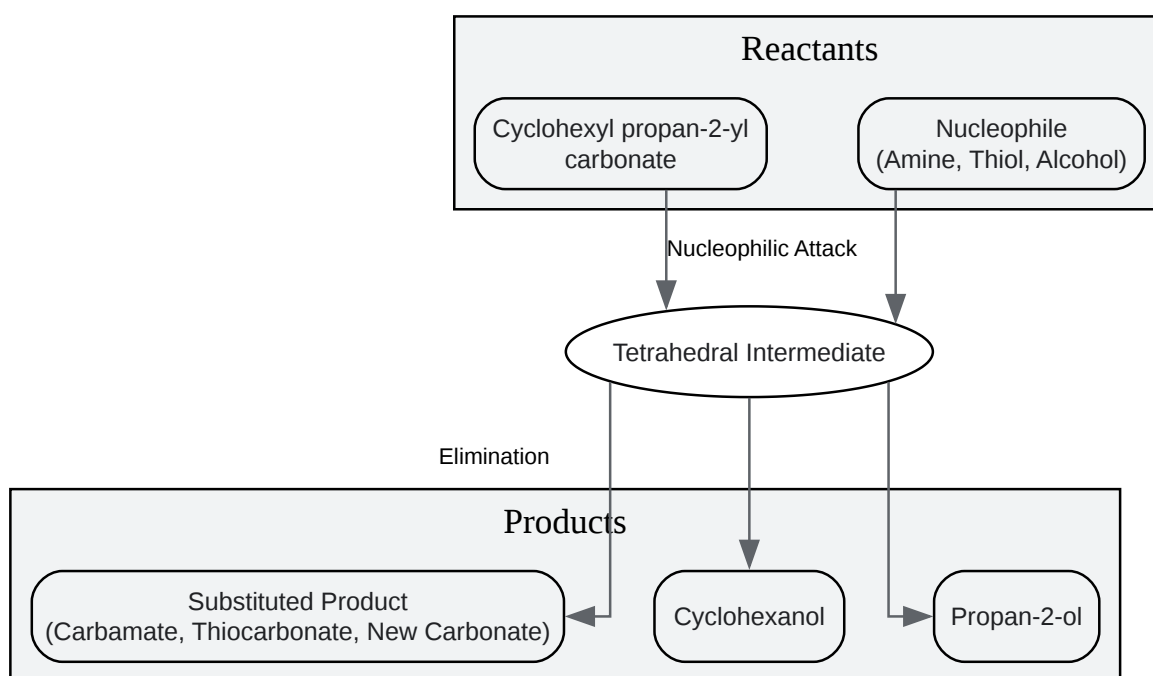 Reactants
Cyclohexyl propan-2-yl
carbonate
Nucleophile
(Amine, Thiol, Alcohol)
Nucleophilic Attack
Tetrahedral Intermediate
Elimination
Products
Substituted Product
(Carbamate, Thiocarbonate, New Carbonate)
Cyclohexanol
Propan-2-ol